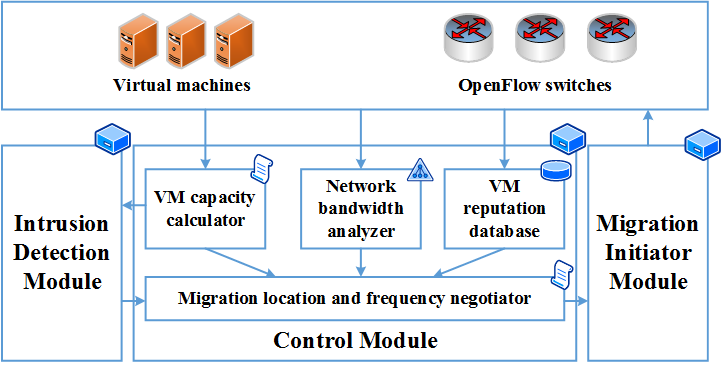 Virtual machines
OpenFlow switches
Intrusion
Detection
Module
VM capacity
calculator
Network
bandwidth
analyzer
VM
reputation
database
Migration location and frequency negotiator
Control Module
Migration
Initiator
Module